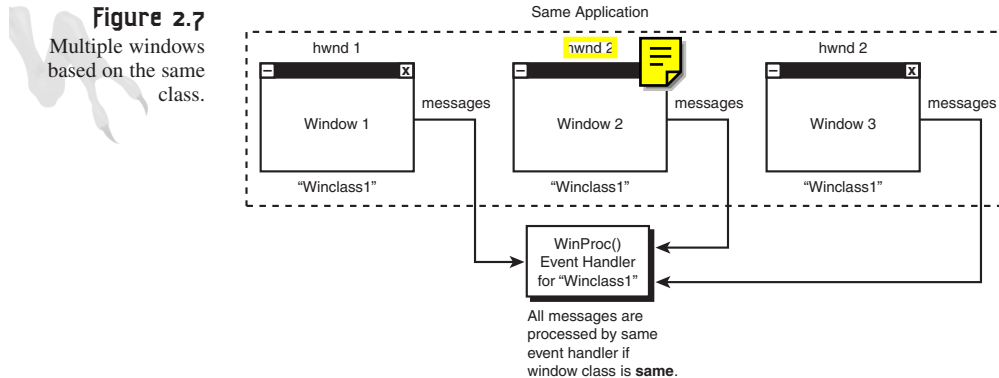 Figure 2.7
Multiple windows
based on the same
class.
Same Application
hwnd 1
hwnd 2
hwnd 2
Window 1
messages
Window 2
messages
Window 3
messages
“Winclass1”
“Winclass1”
“Winclass1”
WinProc()
Event Handler
for “Winclass1”
All messages are
processed by same
event handler if
window class is same.